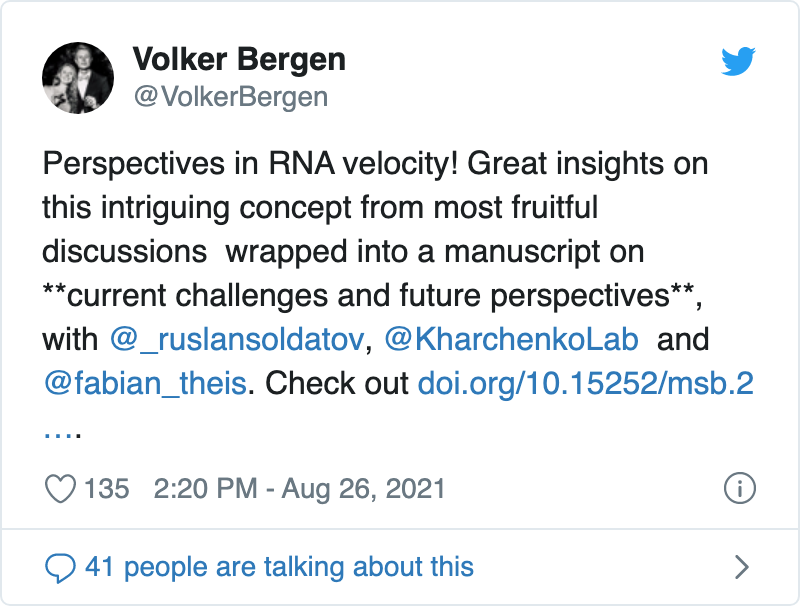 Volker Bergen
@VolkerBergen
Perspectives in RNA velocity! Great insights on
this intriguing concept from most fruitful
discussions  wrapped into a manuscript on
**current challenges and future perspectives**,
with @_ruslansoldatov, @KharchenkoLab  and
@fabian_theis. Check out doi.org/10.15252/msb.2
….
135 2:20 PM - Aug 26, 2021
41 people are talking about this